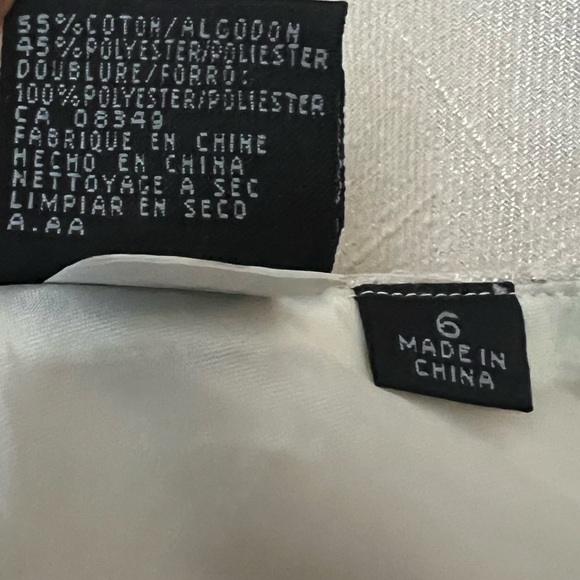 55%COTON/ALGODON
45%POLYESTER/POLIESTER
DOUBLURE/FORRO:
100%POLYESTER/POLIESTER
CA 08349
FABRIQUE EN CHINE
HECHO EN CHINA
NETTOYAGE A SEC
LIMPIAR EN SECO
A.AA
6
MADE IN
CHINA